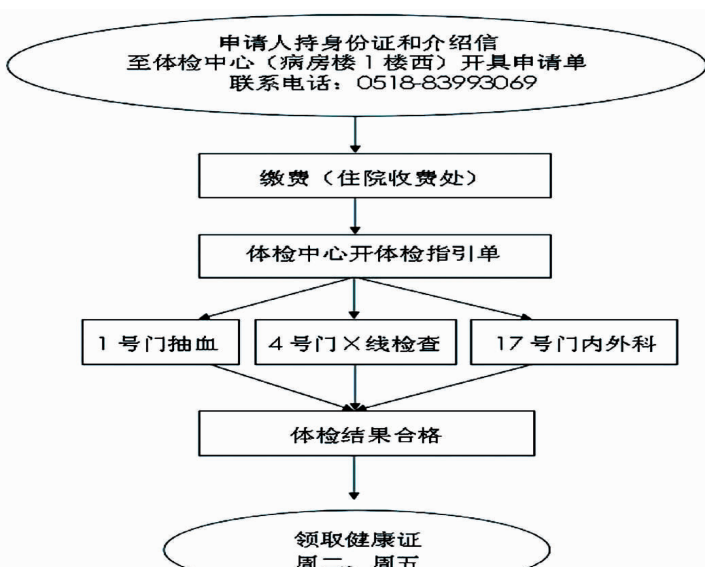 申请人持身份证和介绍信
至体检中心（病房楼1楼西）开具申请单
联系电话：0518-83993069
缴费（住院收费处）
体检中心开体检指引单
1号门抽血
4号门X线检查
17号门内外科
体检结果合格
领取健康证
周二、周五